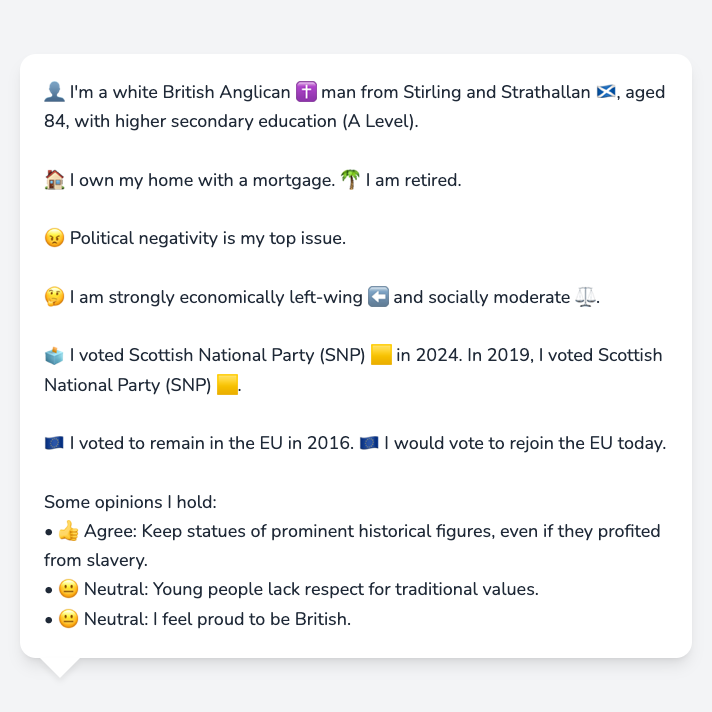 👤 I'm a white British Anglican ✝️ man from Stirling and Strathallan 🏴󠁧󠁢󠁳󠁣󠁴󠁿, aged
84, with higher secondary education (A Level).
🏠 I own my home with a mortgage. 🌴 I am retired.
😠 Political negativity is my top issue.
🤔 I am strongly economically left-wing ⬅️ and socially moderate ⚖️.
🗳️ I voted Scottish National Party (SNP) 🟨 in 2024. In 2019, I voted Scottish
National Party (SNP) 🟨.
🇪🇺 I voted to remain in the EU in 2016. 🇪🇺 I would vote to rejoin the EU today.
Some opinions I hold:
• 👍 Agree: Keep statues of prominent historical figures, even if they profited
from slavery.
• 😐 Neutral: Young people lack respect for traditional values.
• 😐 Neutral: I feel proud to be British.